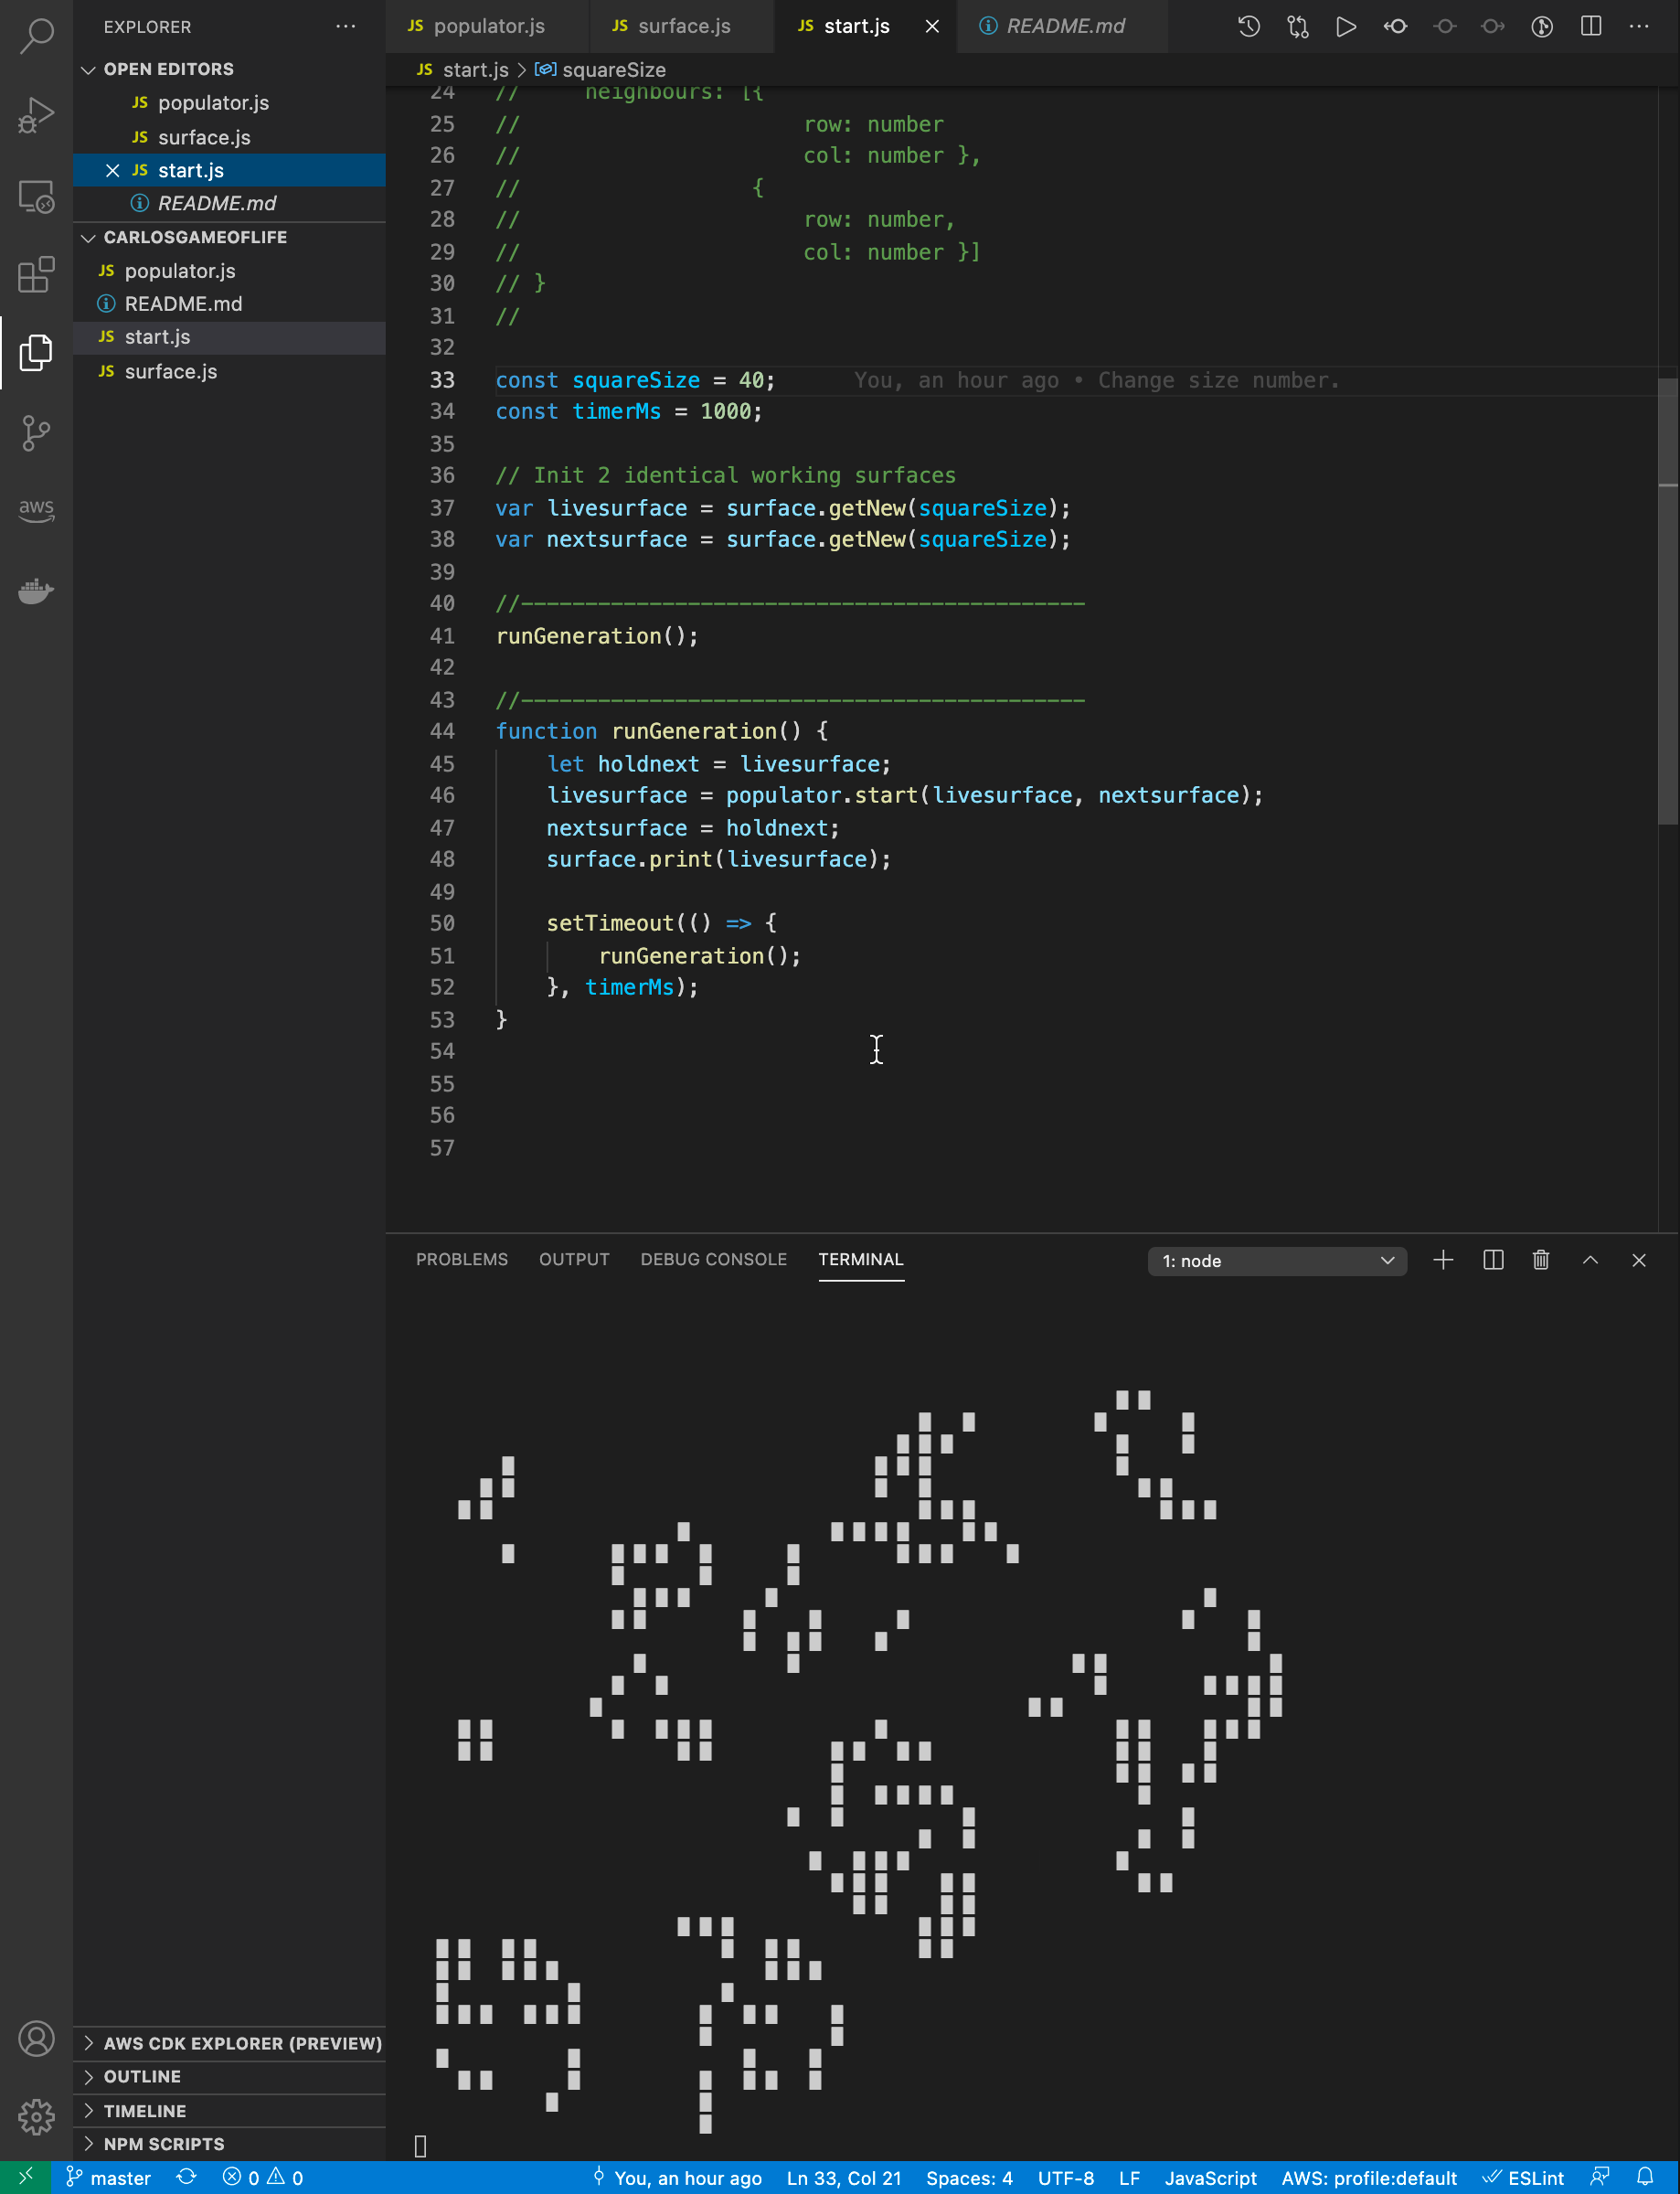 EXPLORER
OPEN EDITORS
JS populator.js
JS surface.js
JS start.js
README.md
CARLOSGAMEOFLIFE
JS populator.js
README.md
JS start.js
JS surface.js
aws
AWS CDK EXPLORER (PREVIEW)
OUTLINE
TIMELINE
NPM SCRIPTS
JS populator.js JS surface.js JS start.js README.md
JS start.js > squareSize
24 //     neighbours: [{
25 //                      row: number
26 //                      col: number },
27 //                  {
28 //                      row: number,
29 //                      col: number }]
30 // }
31 //
32
33 const squareSize = 40; You, an hour ago • Change size number.
34 const timerMs = 1000;
35
36 // Init 2 identical working surfaces
37 var livesurface = surface.getNew(squareSize);
38 var nextsurface = surface.getNew(squareSize);
39
40 //--------------------------------------------
41 runGeneration();
42
43 //--------------------------------------------
44 function runGeneration() {
45     let holdnext = livesurface;
46     livesurface = populator.start(livesurface, nextsurface);
47     nextsurface = holdnext;
48     surface.print(livesurface);
49
50     setTimeout(() => {
51         runGeneration();
52     }, timerMs);
53 }
54
55
56
57
PROBLEMS OUTPUT DEBUG CONSOLE TERMINAL 1: node
master 0 0 You, an hour ago Ln 33, Col 21 Spaces: 4 UTF-8 LF JavaScript AWS: profile:default ESLint